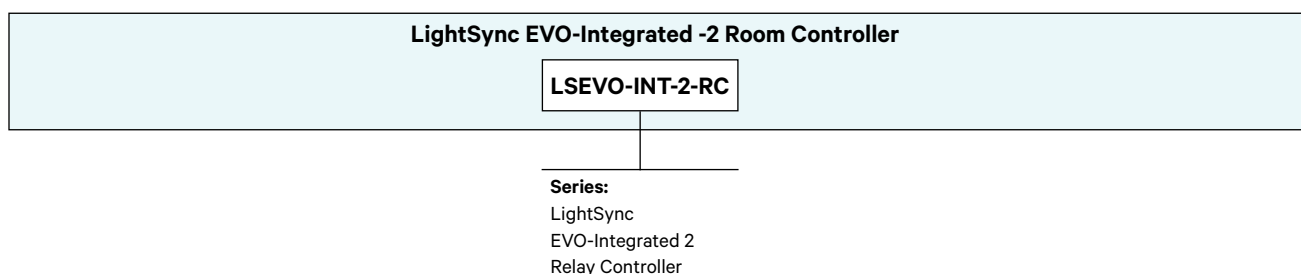 LightSync EVO-Integrated -2 Room Controller
LSEVO-INT-2-RC
Series:
LightSync
EVO-Integrated 2
Relay Controller